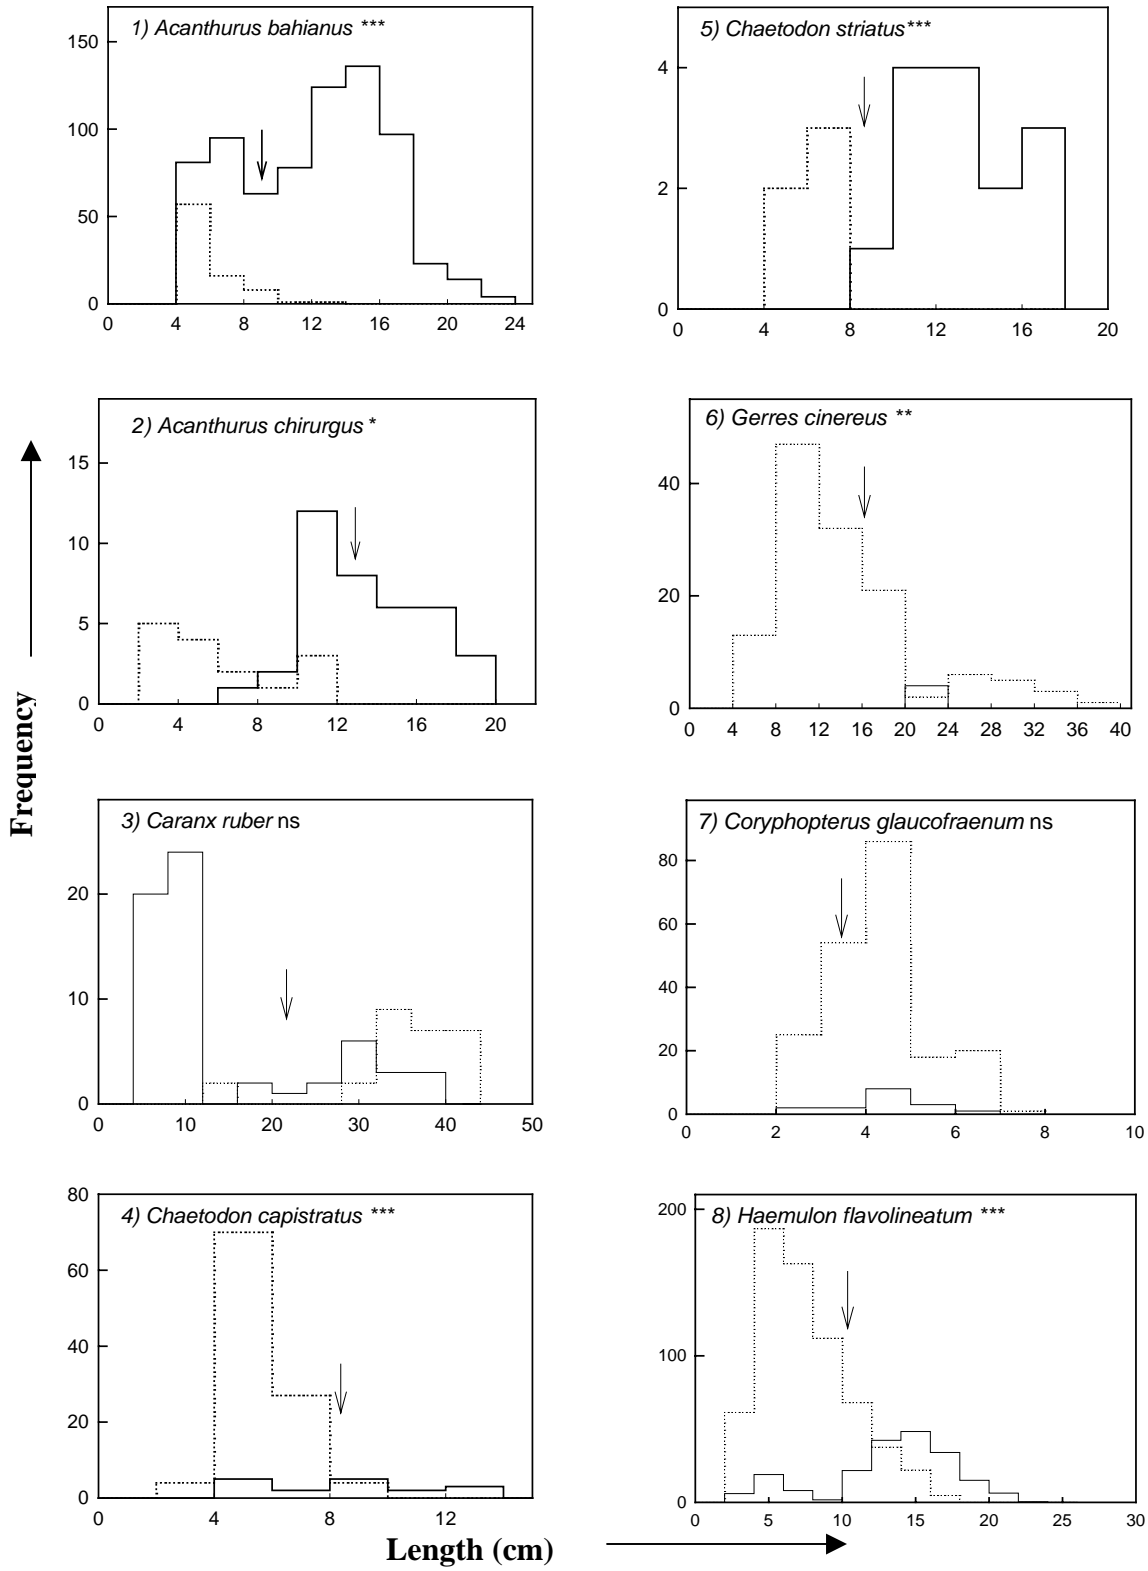 1) Acanthurus bahianus ***
150
100
50
0
0 4 8 12 16 20 24
5) Chaetodon striatus***
4
2
0
0 4 8 12 16 20
2) Acanthurus chirurgus *
15
10
5
0
0 4 8 12 16 20
6) Gerres cinereus **
40
20
0
0 4 8 12 16 20 24 28 32 36 40
Frequency
3) Caranx ruber ns
20
10
0
0 10 20 30 40 50
7) Coryphopterus glaucofraenum ns
80
60
40
20
0
0 2 4 6 8 10
4) Chaetodon capistratus ***
80
60
40
20
0
0 4 8 12
8) Haemulon flavolineatum ***
200
100
0
0 5 10 15 20 25 30
Length (cm)